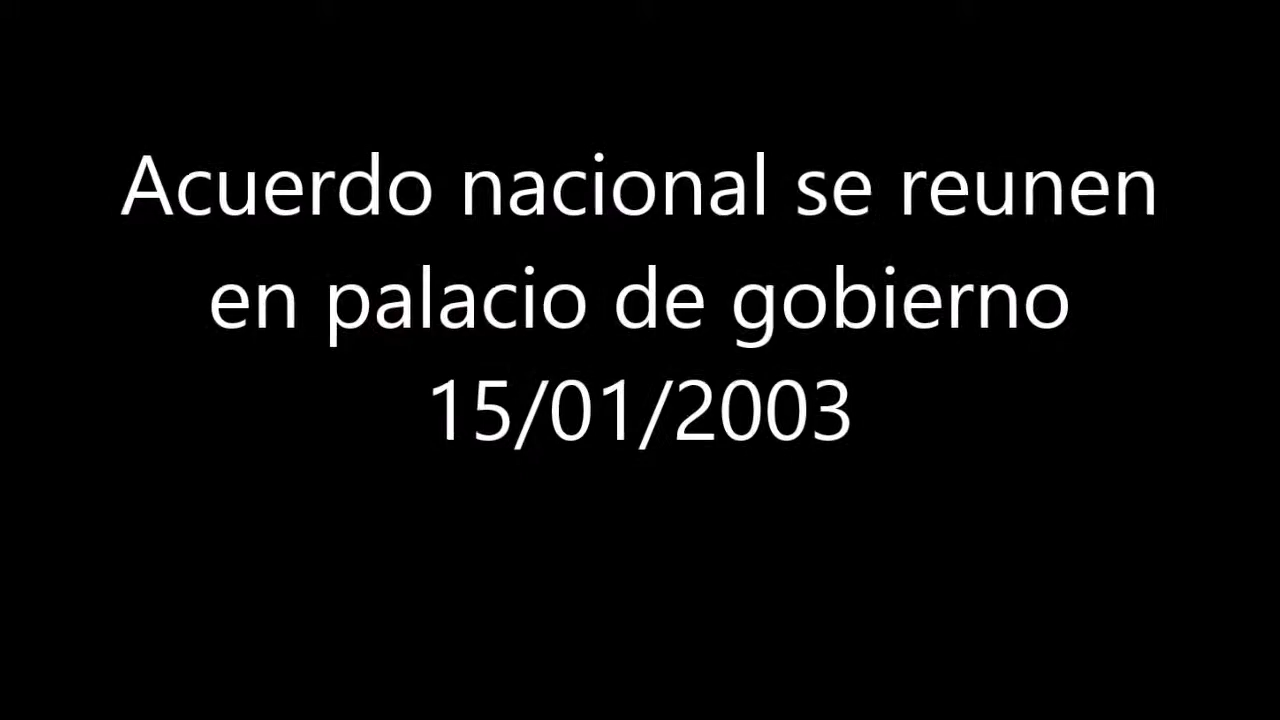 Acuerdo nacional se reunen
en palacio de gobierno
15/01/2003